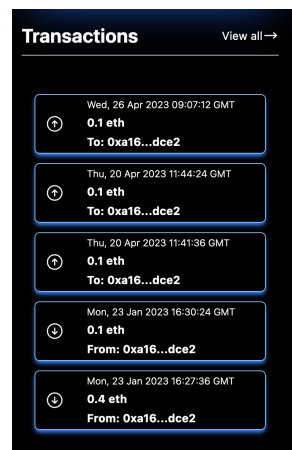 Transactions
View all→
Wed, 26 Apr 2023 09:07:12 GMT
0.1 eth
To: 0xa16...dce2
Thu, 20 Apr 2023 11:44:24 GMT
0.1 eth
To: 0xa16...dce2
Thu, 20 Apr 2023 11:41:36 GMT
0.1 eth
To: 0xa16...dce2
Mon, 23 Jan 2023 16:30:24 GMT
0.1 eth
From: 0xa16...dce2
Mon, 23 Jan 2023 16:27:36 GMT
0.4 eth
From: 0xa16...dce2